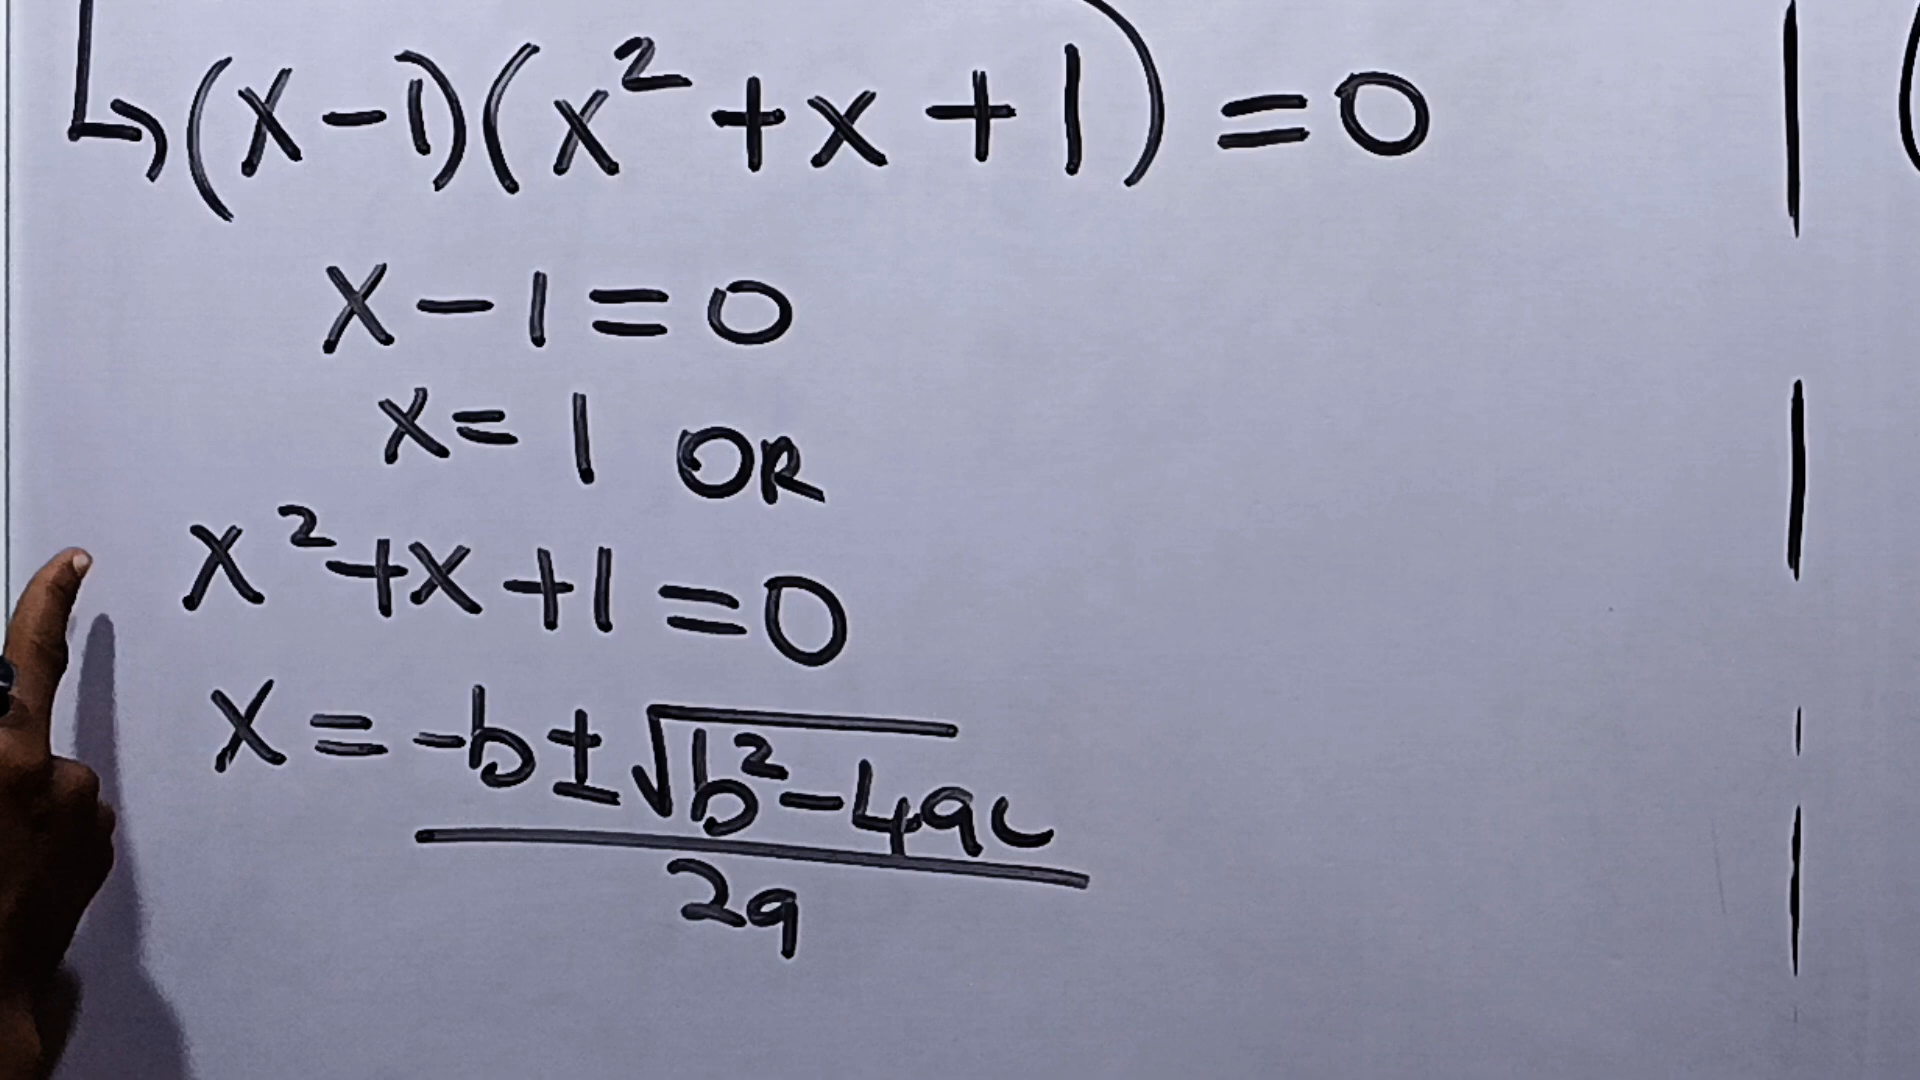 ↳(x-1)(x²+x+1)=0
x-1=0
x=1 OR
x²+x+1=0
x=-b±√b²-4ac
2a